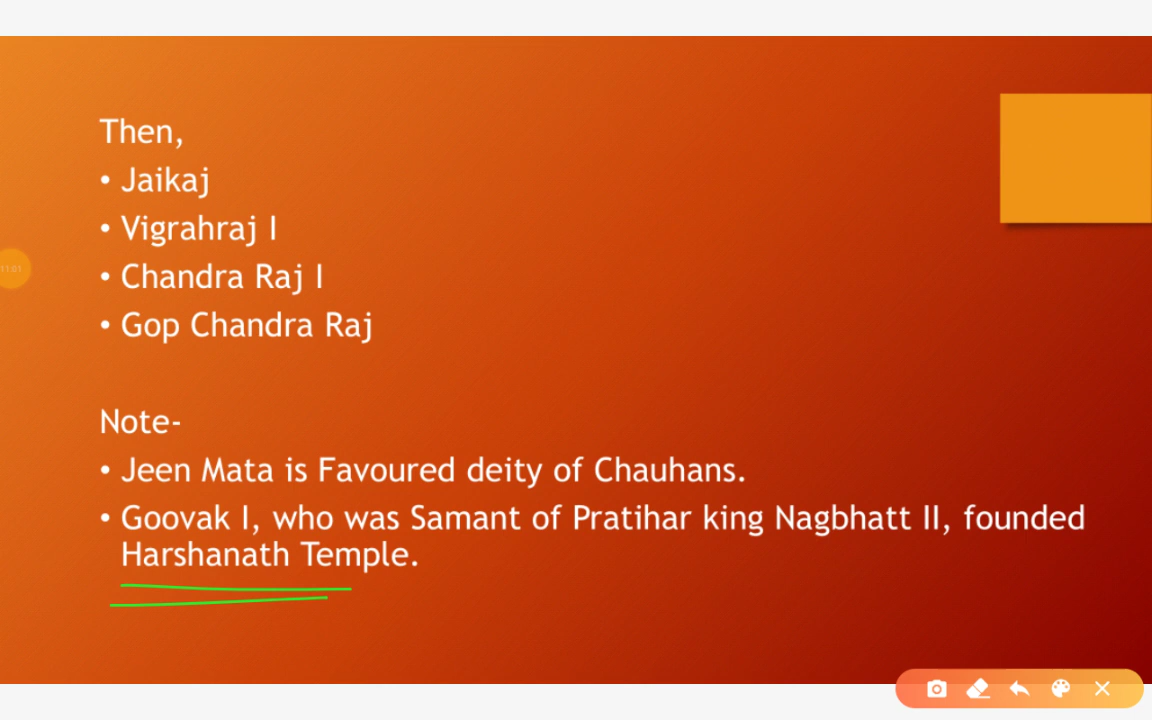 Then,
• Jaikaj
• Vigrahraj I
• Chandra Raj I
• Gop Chandra Raj
Note-
• Jeen Mata is Favoured deity of Chauhans.
• Goovak I, who was Samant of Pratihar king Nagbhatt II, founded
Harshanath Temple.